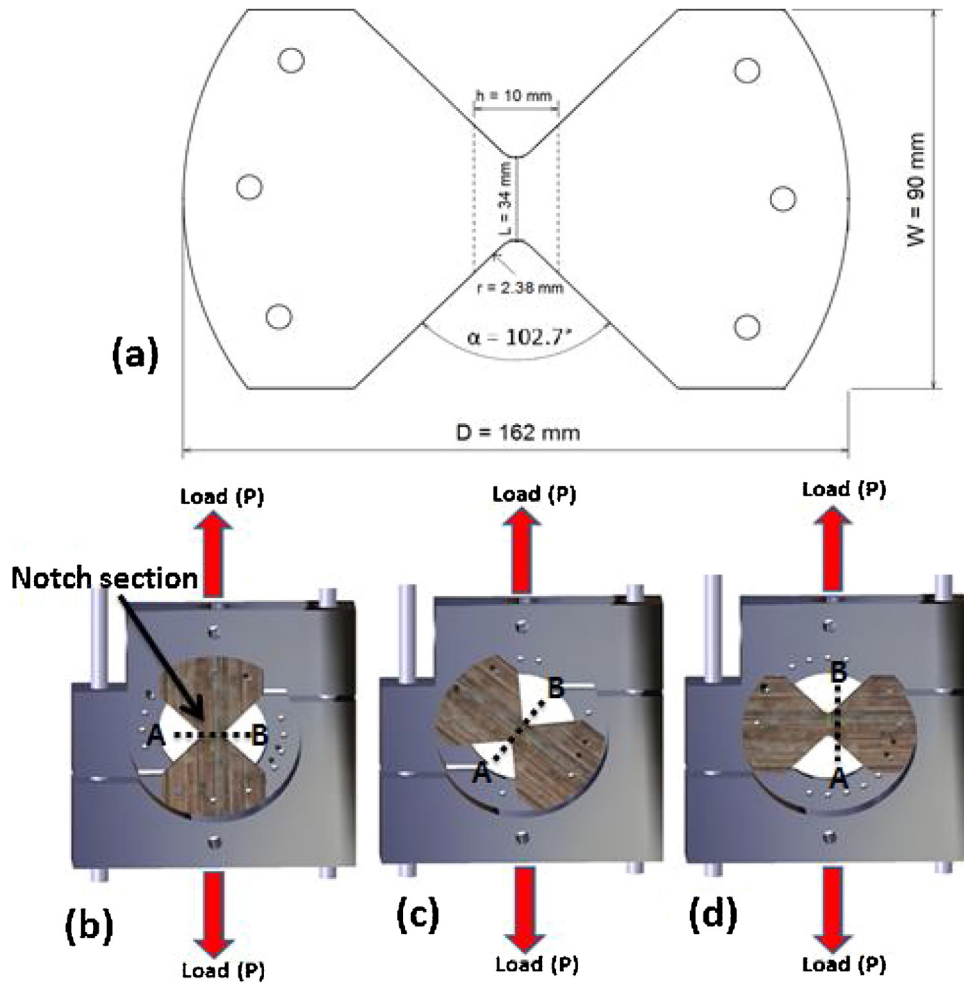 h = 10 mm
L = 34 mm
W = 90 mm
r = 2.38 mm
α = 102.7°
(a)
D = 162 mm
Load (P) Load (P) Load (P)
Notch section
A B A B B A
(b) (c) (d)
Load (P) Load (P) Load (P)